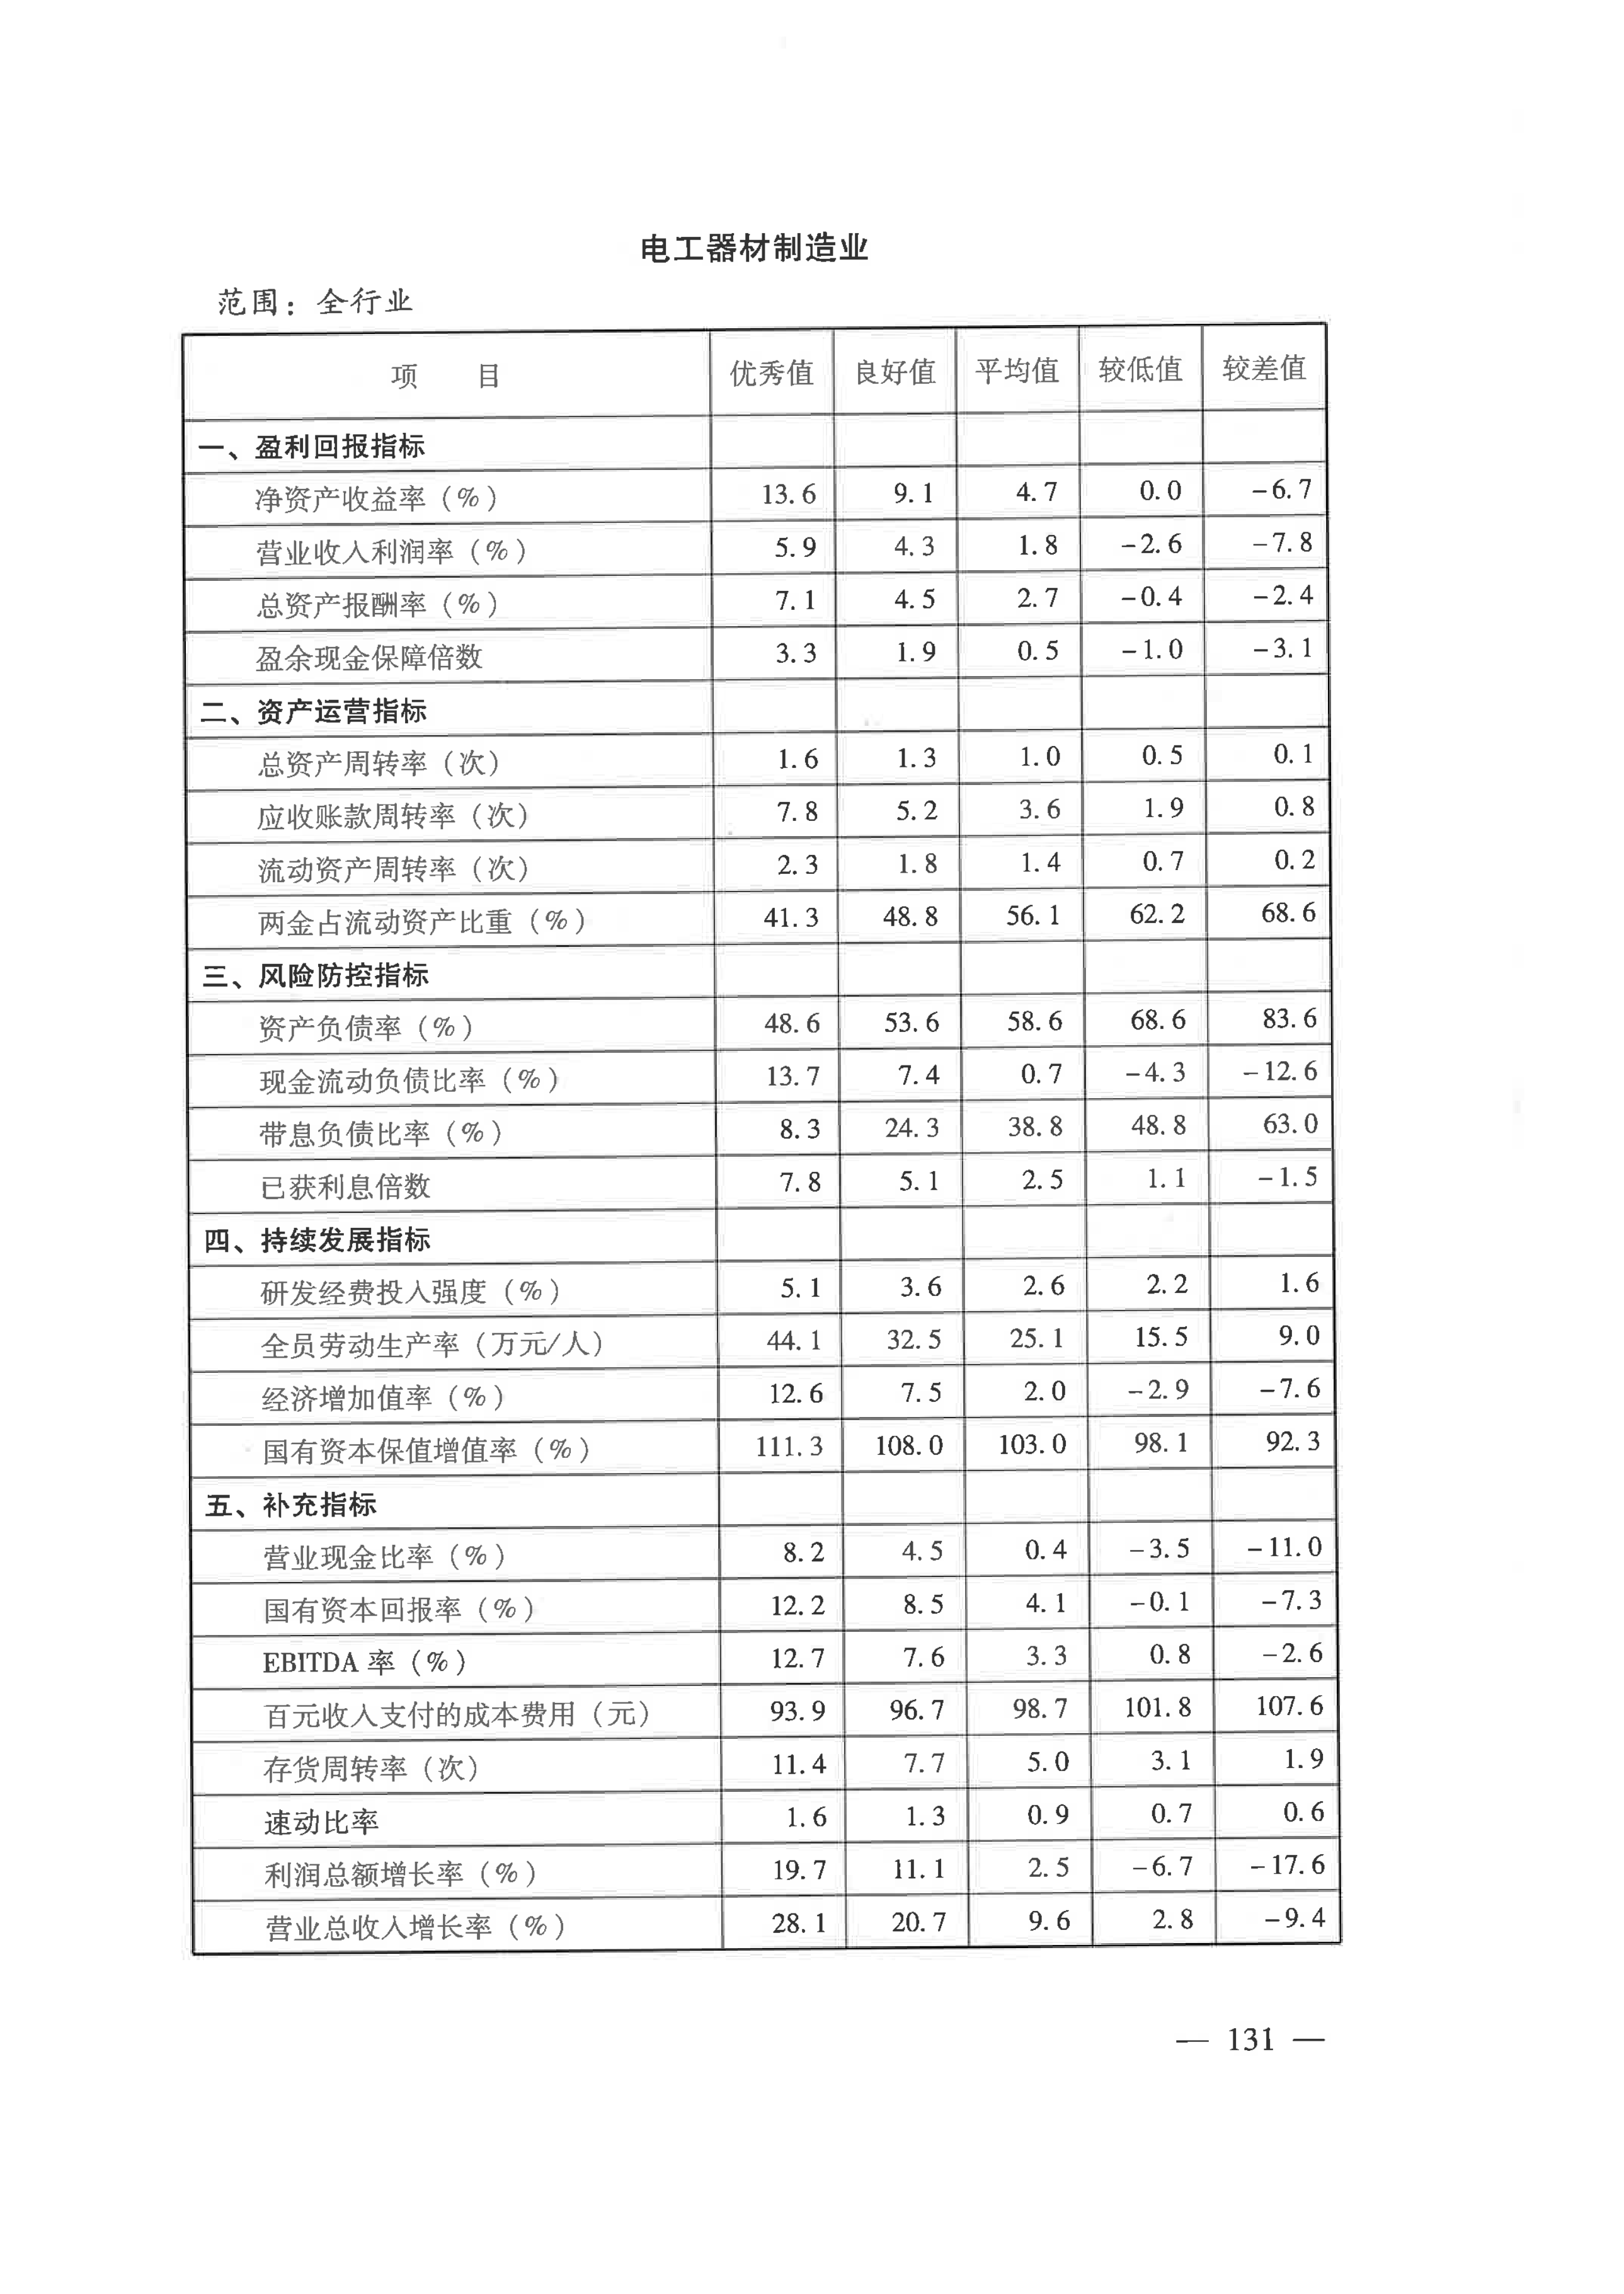 电工器材制造业
范围：全行业
项 目 优秀值 良好值 平均值 较低值 较差值
一、盈利回报指标
净资产收益率（%） 13.6 9.1 4.7 0.0 -6.7
营业收入利润率（%） 5.9 4.3 1.8 -2.6 -7.8
总资产报酬率（%） 7.1 4.5 2.7 -0.4 -2.4
盈余现金保障倍数 3.3 1.9 0.5 -1.0 -3.1
二、资产运营指标
总资产周转率（次） 1.6 1.3 1.0 0.5 0.1
应收账款周转率（次） 7.8 5.2 3.6 1.9 0.8
流动资产周转率（次） 2.3 1.8 1.4 0.7 0.2
两金占流动资产比重（%） 41.3 48.8 56.1 62.2 68.6
三、风险防控指标
资产负债率（%） 48.6 53.6 58.6 68.6 83.6
现金流动负债比率（%） 13.7 7.4 0.7 -4.3 -12.6
带息负债比率（%） 8.3 24.3 38.8 48.8 63.0
已获利息倍数 7.8 5.1 2.5 1.1 -1.5
四、持续发展指标
研发经费投入强度（%） 5.1 3.6 2.6 2.2 1.6
全员劳动生产率（万元/人） 44.1 32.5 25.1 15.5 9.0
经济增加值率（%） 12.6 7.5 2.0 -2.9 -7.6
国有资本保值增值率（%） 111.3 108.0 103.0 98.1 92.3
五、补充指标
营业现金比率（%） 8.2 4.5 0.4 -3.5 -11.0
国有资本回报率（%） 12.2 8.5 4.1 -0.1 -7.3
EBITDA 率（%） 12.7 7.6 3.3 0.8 -2.6
百元收入支付的成本费用（元） 93.9 96.7 98.7 101.8 107.6
存货周转率（次） 11.4 7.7 5.0 3.1 1.9
速动比率 1.6 1.3 0.9 0.7 0.6
利润总额增长率（%） 19.7 11.1 2.5 -6.7 -17.6
营业总收入增长率（%） 28.1 20.7 9.6 2.8 -9.4
— 131 —